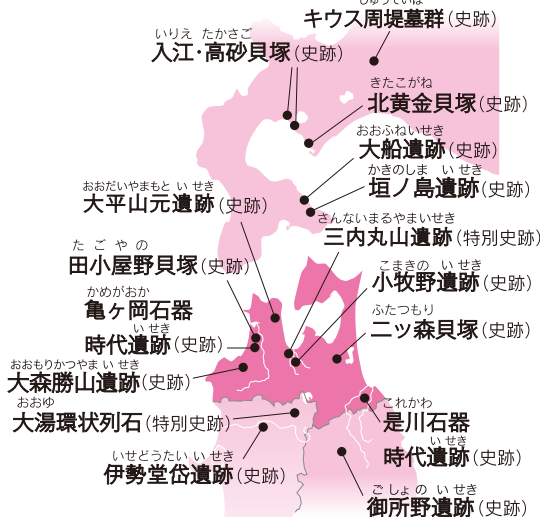 しゅうていぼ
キウス周堤墓群(史跡)
いりえ たかさご
入江・高砂貝塚(史跡)
きたこがね
北黄金貝塚(史跡)
おおふねいせき
大船遺跡(史跡)
かきのしま いせき
垣ノ島遺跡(史跡)
おおだいやまもと いせき
大平山元遺跡(史跡)
さんないまるやまいせき
三内丸山遺跡(特別史跡)
たごやの
田小屋野貝塚(史跡)
こまきの いせき
小牧野遺跡(史跡)
かめがおか
亀ヶ岡石器
いせき
時代遺跡(史跡)
ふたつもり
二ッ森貝塚(史跡)
おおもりかつやま いせき
大森勝山遺跡(史跡)
おおゆ
大湯環状列石(特別史跡)
これかわ
是川石器
いせき
時代遺跡(史跡)
いせどうたい いせき
伊勢堂岱遺跡(史跡)
ごしょの いせき
御所野遺跡(史跡)